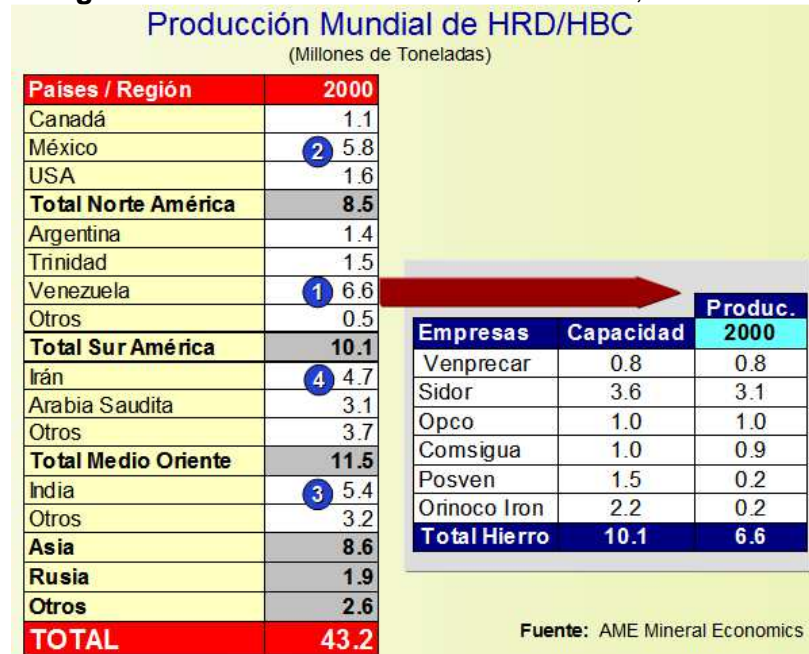 Producción Mundial de HRD/HBC
(Millones de Toneladas)
Países / Región 2000
Canadá 1.1
México 2 5.8
USA 1.6
Total Norte América 8.5
Argentina 1.4
Trinidad 1.5
Venezuela 1 6.6
Otros 0.5
Total Sur América 10.1
Irán 4 4.7
Arabia Saudita 3.1
Otros 3.7
Total Medio Oriente 11.5
India 3 5.4
Otros 3.2
Asia 8.6
Rusia 1.9
Otros 2.6
TOTAL 43.2
Produc.
Empresas Capacidad 2000
Venprecar 0.8 0.8
Sidor 3.6 3.1
Opco 1.0 1.0
Comsigua 1.0 0.9
Posven 1.5 0.2
Orinoco Iron 2.2 0.2
Total Hierro 10.1 6.6
Fuente: AME Mineral Economics